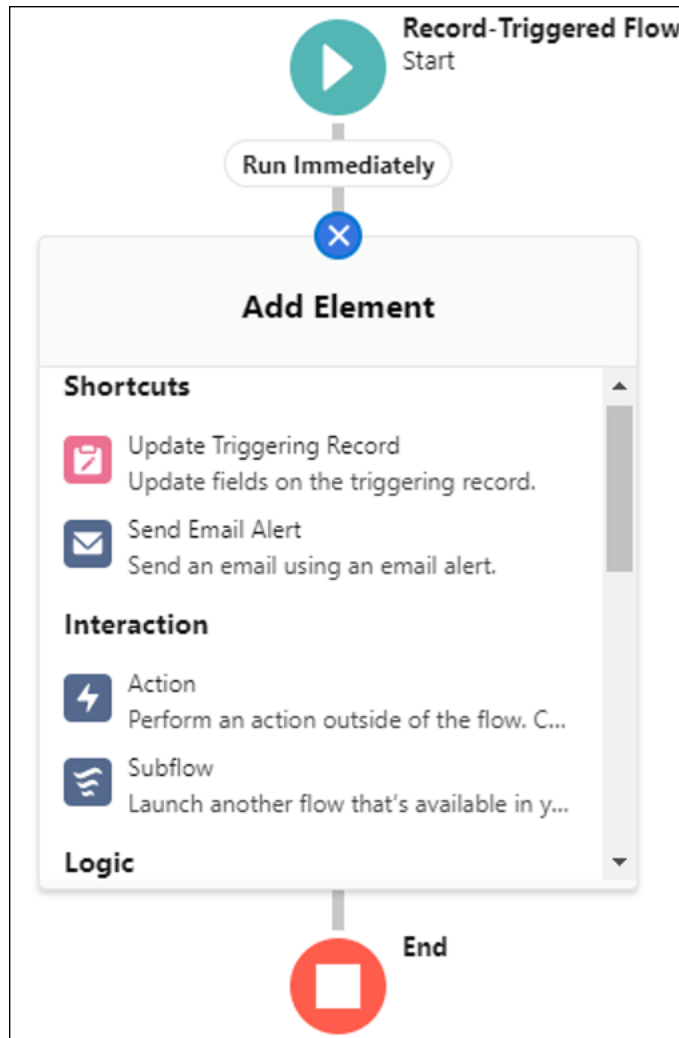 Record-Triggered Flow
Start
Run Immediately
Add Element
Shortcuts
Update Triggering Record
Update fields on the triggering record.
Send Email Alert
Send an email using an email alert.
Interaction
Action
Perform an action outside of the flow. C...
Subflow
Launch another flow that's available in y...
Logic
End